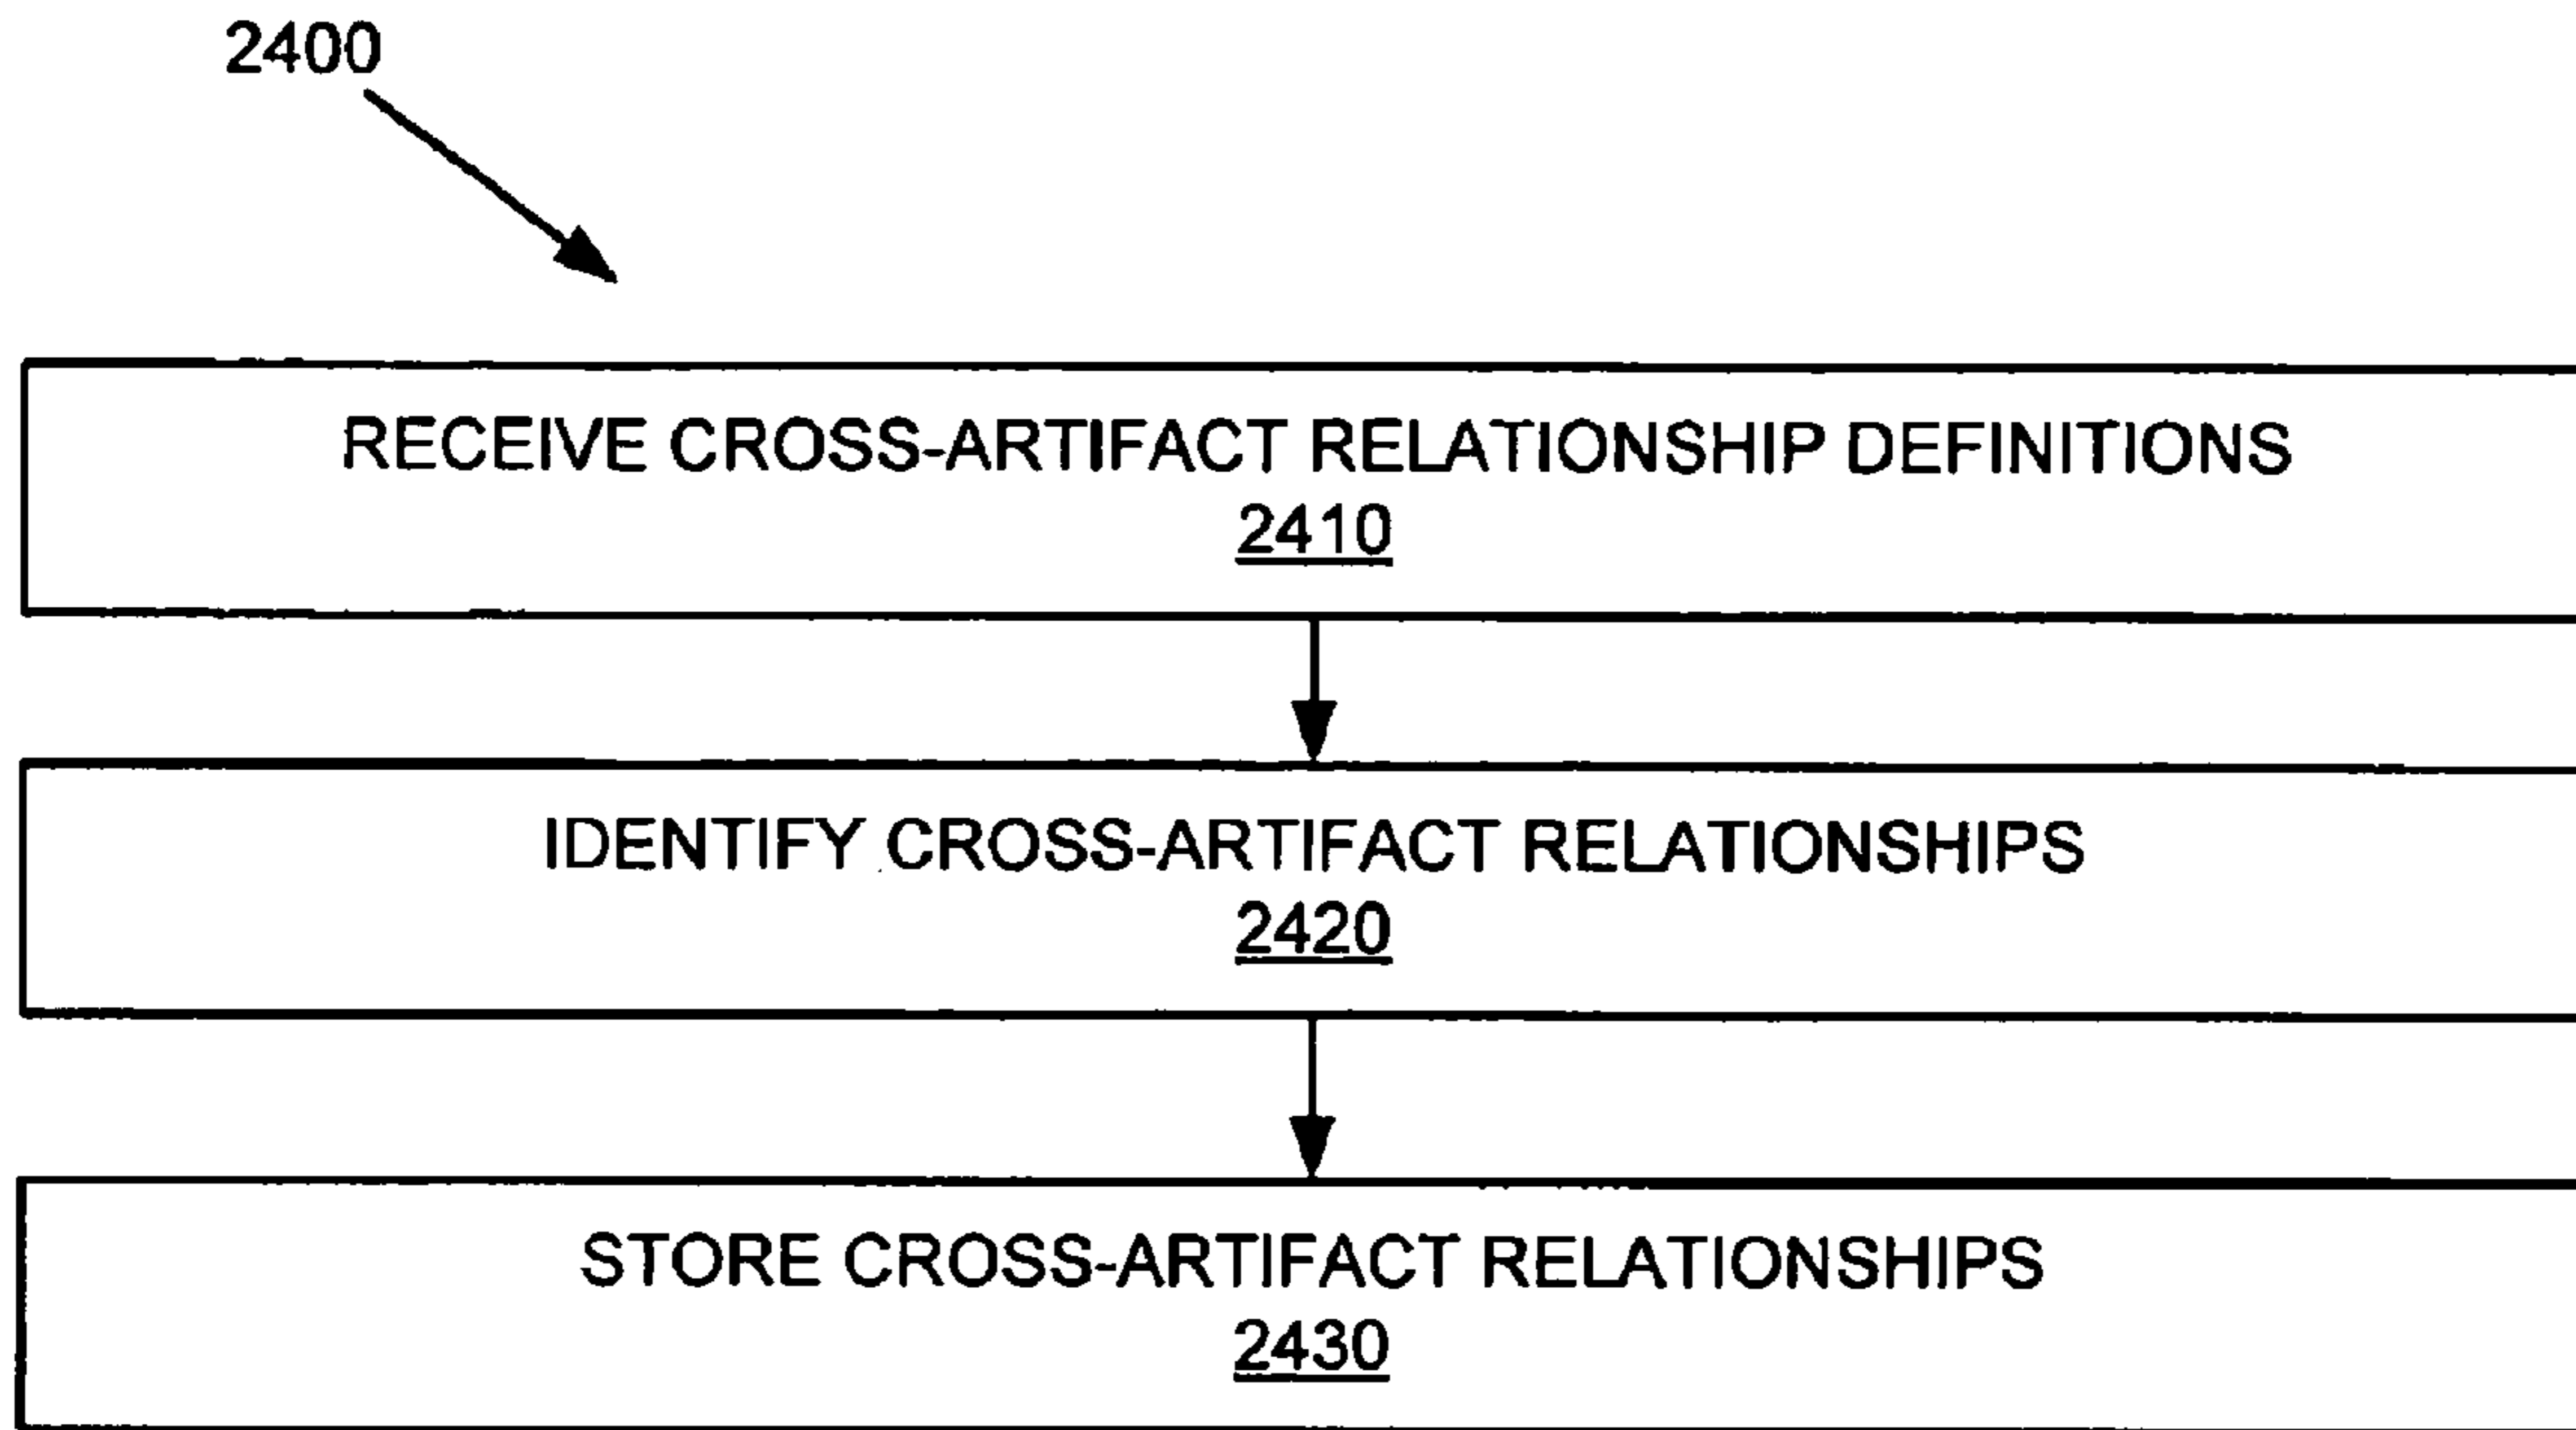 2400
RECEIVE CROSS-ARTIFACT RELATIONSHIP DEFINITIONS
2410
IDENTIFY CROSS-ARTIFACT RELATIONSHIPS
2420
STORE CROSS-ARTIFACT RELATIONSHIPS
2430